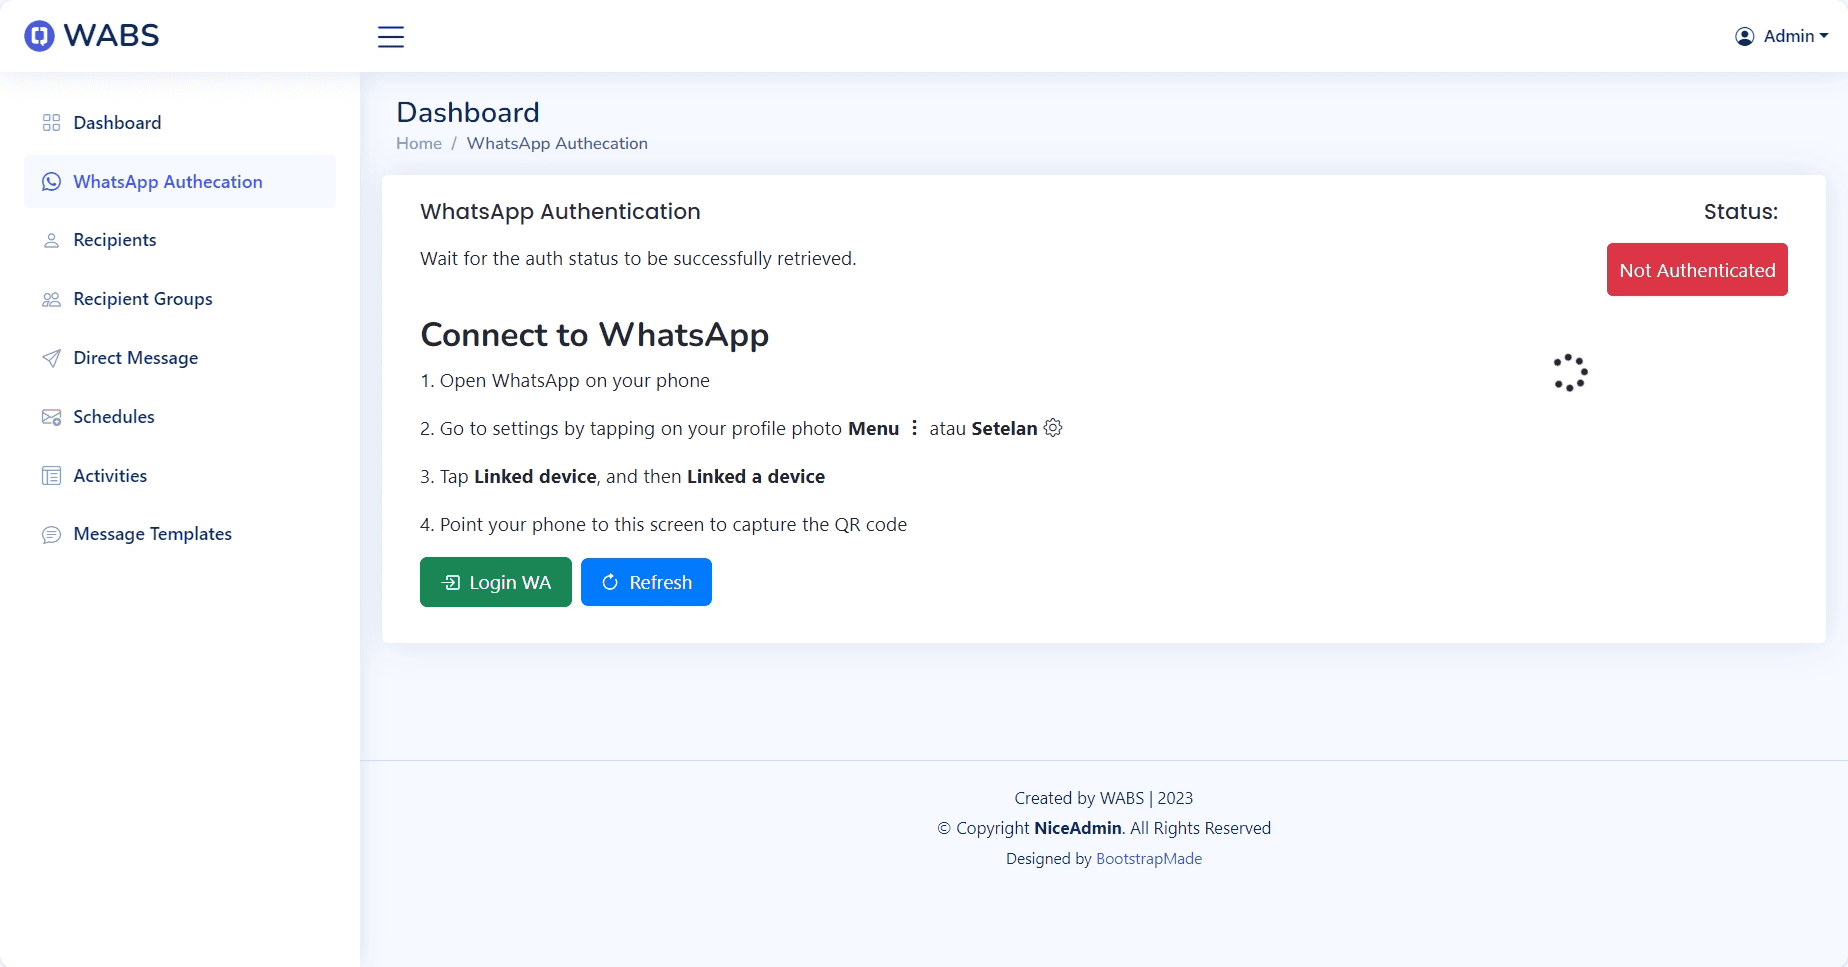 WABS
Admin
Dashboard
WhatsApp Authecation
Recipients
Recipient Groups
Direct Message
Schedules
Activities
Message Templates
Dashboard
Home / WhatsApp Authecation
WhatsApp Authentication
Status:
Wait for the auth status to be successfully retrieved.
Not Authenticated
Connect to WhatsApp
1. Open WhatsApp on your phone
2. Go to settings by tapping on your profile photo Menu ⋮ atau Setelan
3. Tap Linked device, and then Linked a device
4. Point your phone to this screen to capture the QR code
Login WA
Refresh
Created by WABS | 2023
© Copyright NiceAdmin. All Rights Reserved
Designed by BootstrapMade